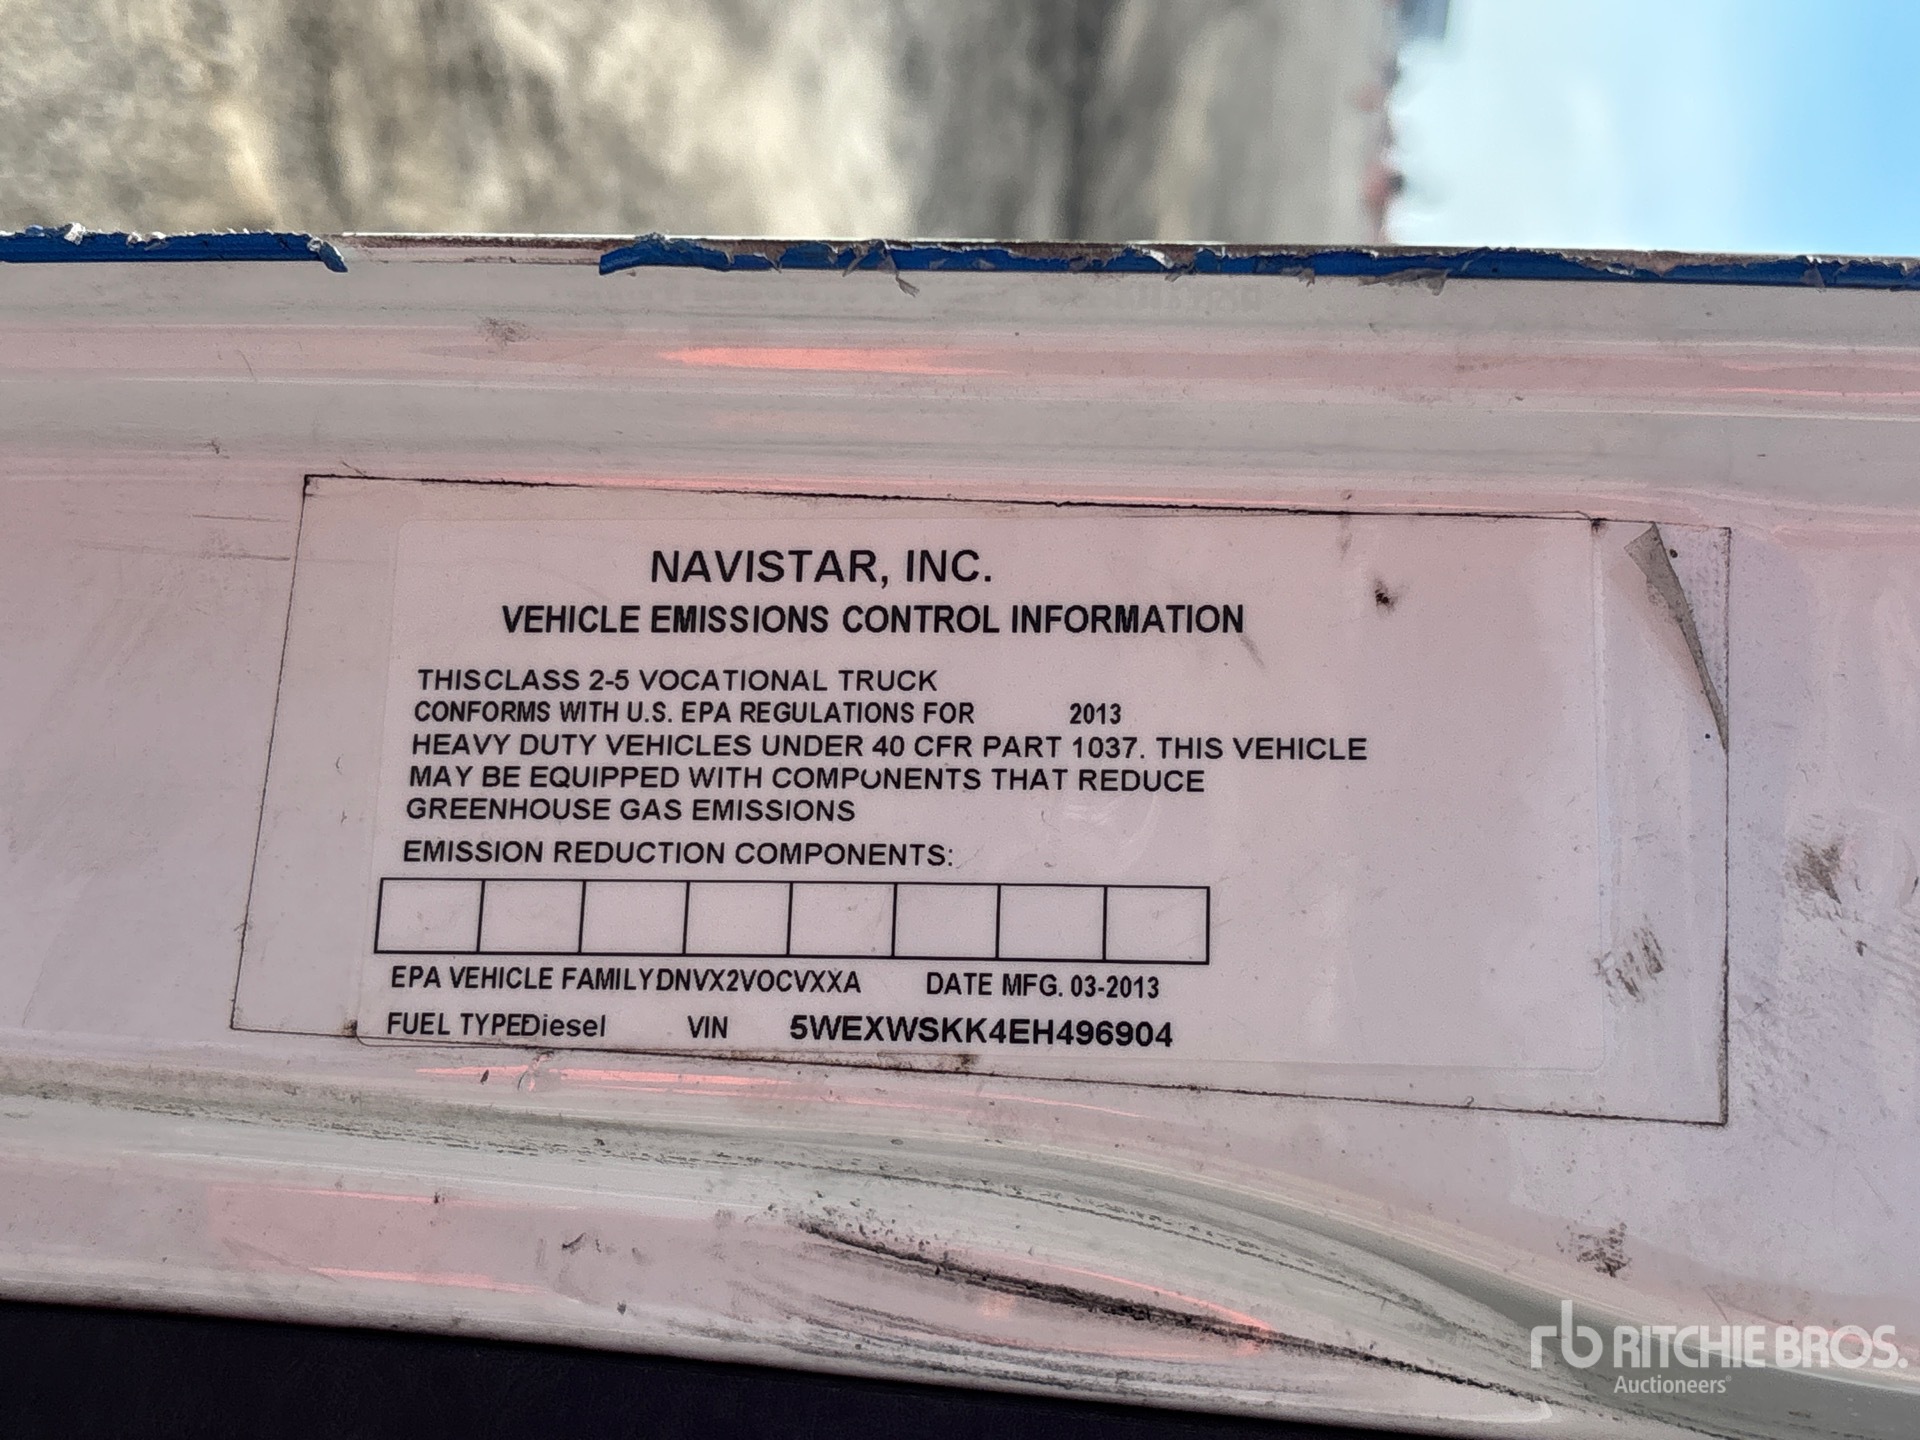 NAVISTAR, INC.
VEHICLE EMISSIONS CONTROL INFORMATION
THISCLASS 2-5 VOCATIONAL TRUCK
CONFORMS WITH U.S. EPA REGULATIONS FOR 2013
HEAVY DUTY VEHICLES UNDER 40 CFR PART 1037. THIS VEHICLE
MAY BE EQUIPPED WITH COMPONENTS THAT REDUCE
GREENHOUSE GAS EMISSIONS
EMISSION REDUCTION COMPONENTS:
EPA VEHICLE FAMILYDNVX2VOCVXXA DATE MFG. 03-2013
FUEL TYPEDiesel VIN 5WEXWSKK4EH496904
rb RITCHIE BROS.
Auctioneers